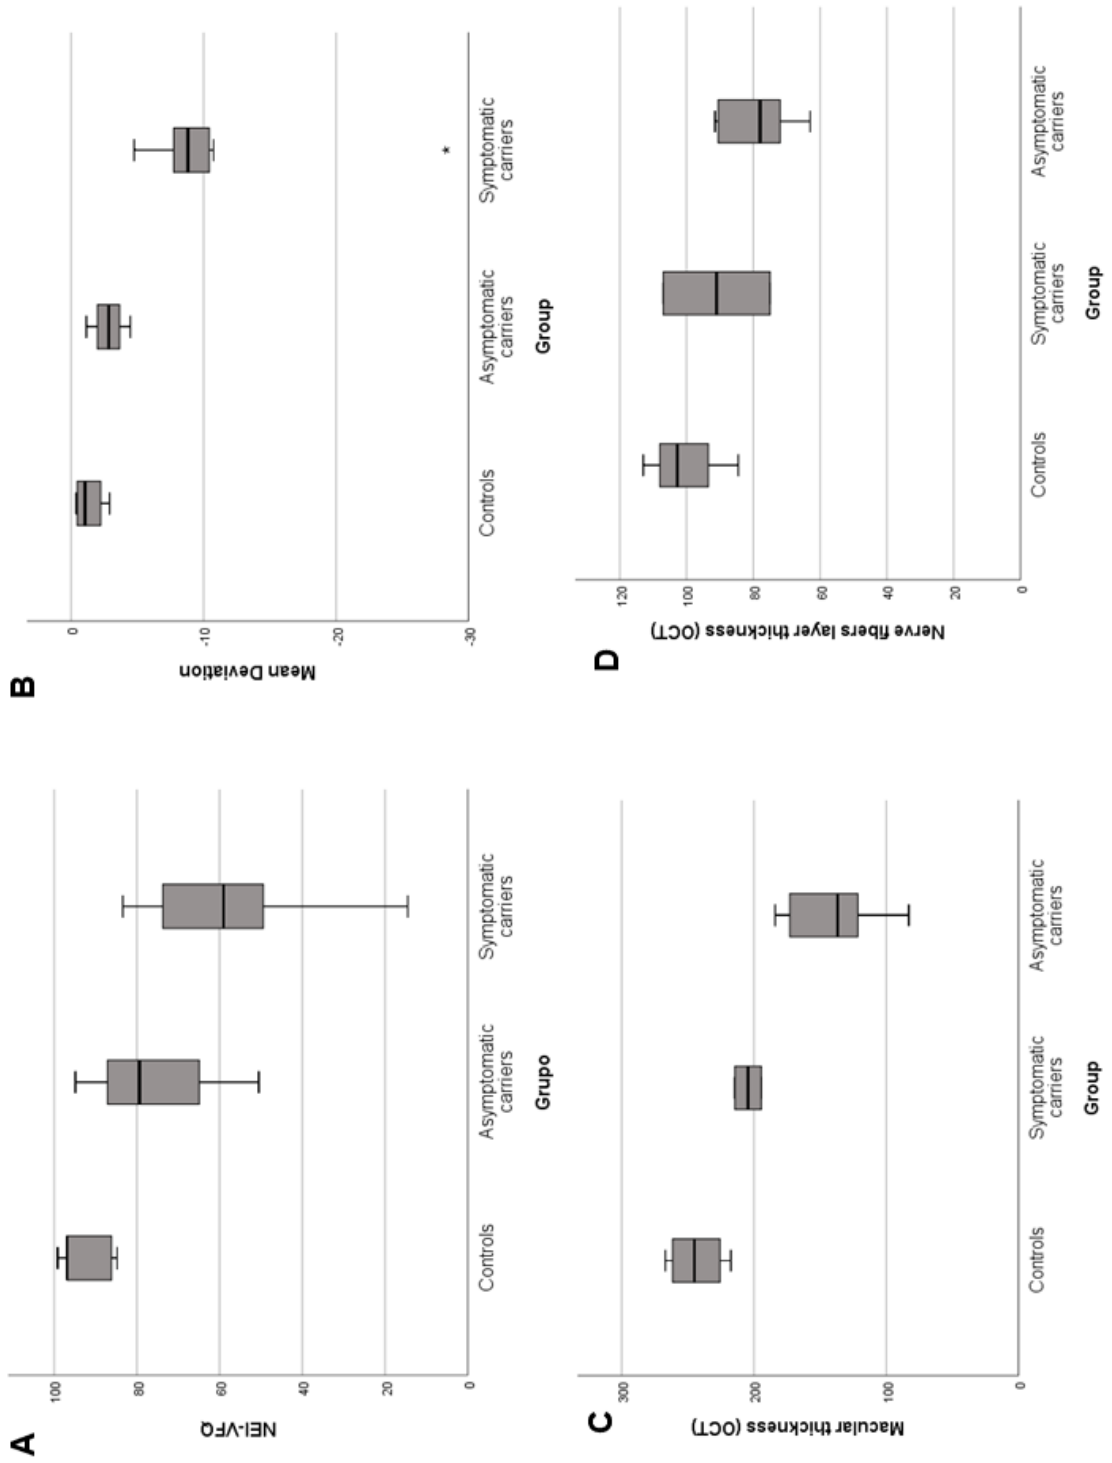 A
NEI-VFQ
100
80
60
40
20
0
Controls
Asymptomatic
carriers
Symptomatic
carriers
Grupo
B
Mean Deviation
0
-10
-20
-30
*
Controls
Asymptomatic
carriers
Symptomatic
carriers
Group
C
Macular thickness (OCT)
300
200
100
0
Controls
Symptomatic
carriers
Asymptomatic
carriers
Group
D
Nerve fibers layer thickness (OCT)
120
100
80
60
40
20
0
Controls
Symptomatic
carriers
Asymptomatic
carriers
Group